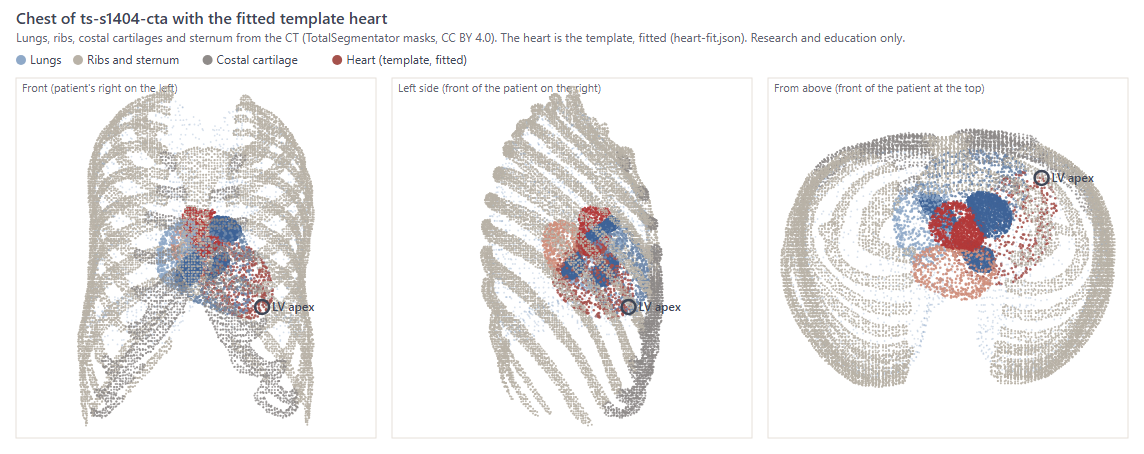 Chest of ts-s1404-cta with the fitted template heart
Lungs, ribs, costal cartilages and sternum from the CT (TotalSegmentator masks, CC BY 4.0). The heart is the template, fitted (heart-fit.json). Research and education only.
Lungs Ribs and sternum Costal cartilage Heart (template, fitted)
Front (patient's right on the left) Left side (front of the patient on the right) From above (front of the patient at the top)
LV apex
LV apex LV apex